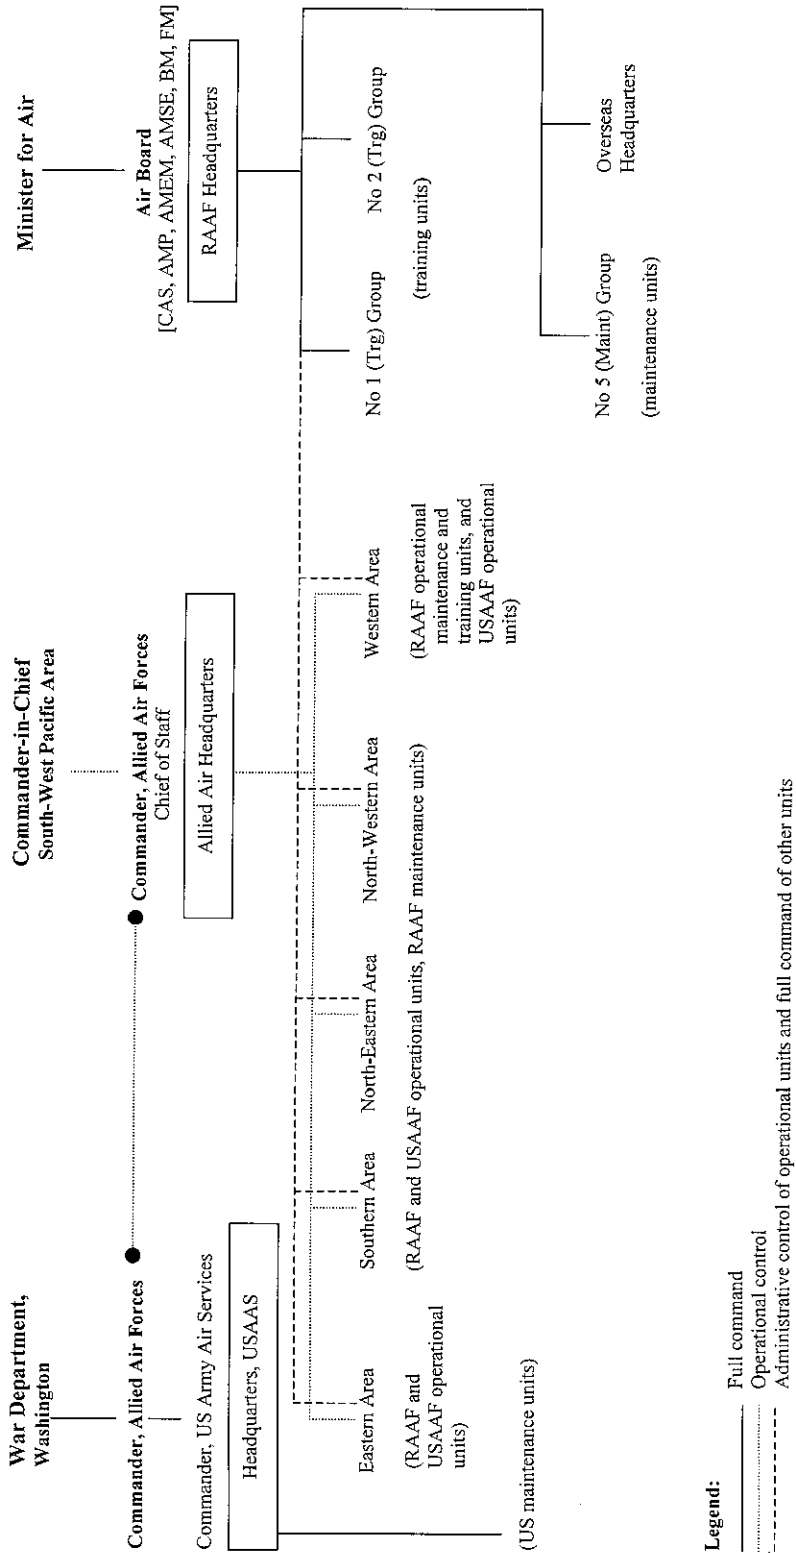 War Department,
Washington
Commander, Allied Air Forces
Commander, US Army Air Services
Headquarters, USAAS
(US maintenance units)
Commander-in-Chief
South-West Pacific Area
Commander, Allied Air Forces
Chief of Staff
Allied Air Headquarters
Minister for Air
Air Board
[CAS, AMP, AMEM, AMSE, BM, FM]
RAAF Headquarters
Eastern Area
(RAAF and
USAAF operational
units)
Southern Area
North-Eastern Area
North-Western Area
(RAAF and USAAF operational units, RAAF maintenance units)
Western Area
(RAAF operational
maintenance and
training units, and
USAAF operational
units)
No 1 (Trg) Group
No 2 (Trg) Group
(training units)
No 5 (Maint) Group
(maintenance units)
Overseas
Headquarters
Legend:
Full command
Operational control
Administrative control of operational units and full command of other units